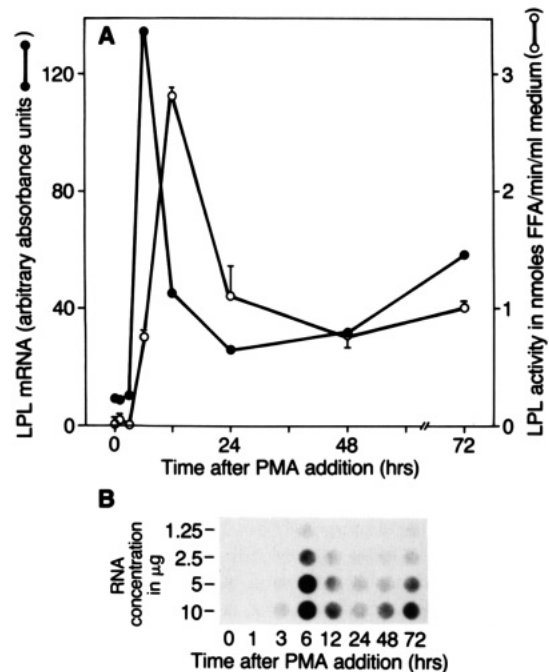 A
LPL mRNA (arbitrary absorbance units ●—●)
120
80
40
0
3
2
1
0
LPL activity in nmoles FFA/min/ml medium (○—○)
0 24 48 72
Time after PMA addition (hrs)
B
RNA
concentration
in μg
1.25
2.5
5
10
0 1 3 6 12 24 48 72
Time after PMA addition (hrs)